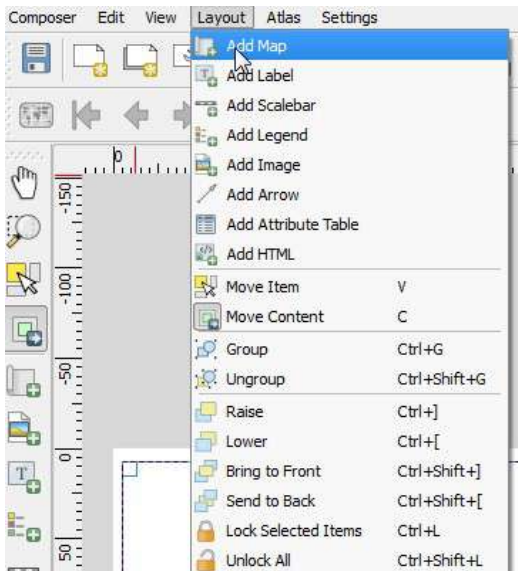 Composer Edit View Layout Atlas Settings
Add Map
Add Label
Add Scalebar
Add Legend
Add Image
Add Arrow
Add Attribute Table
Add HTML
Move Item V
Move Content C
Group Ctrl+G
Ungroup Ctrl+Shift+G
Raise Ctrl+]
Lower Ctrl+[
Bring to Front Ctrl+Shift+]
Send to Back Ctrl+Shift+[
Lock Selected Items Ctrl+L
Unlock All Ctrl+Shift+L
0
-150
-100
-50
0
50